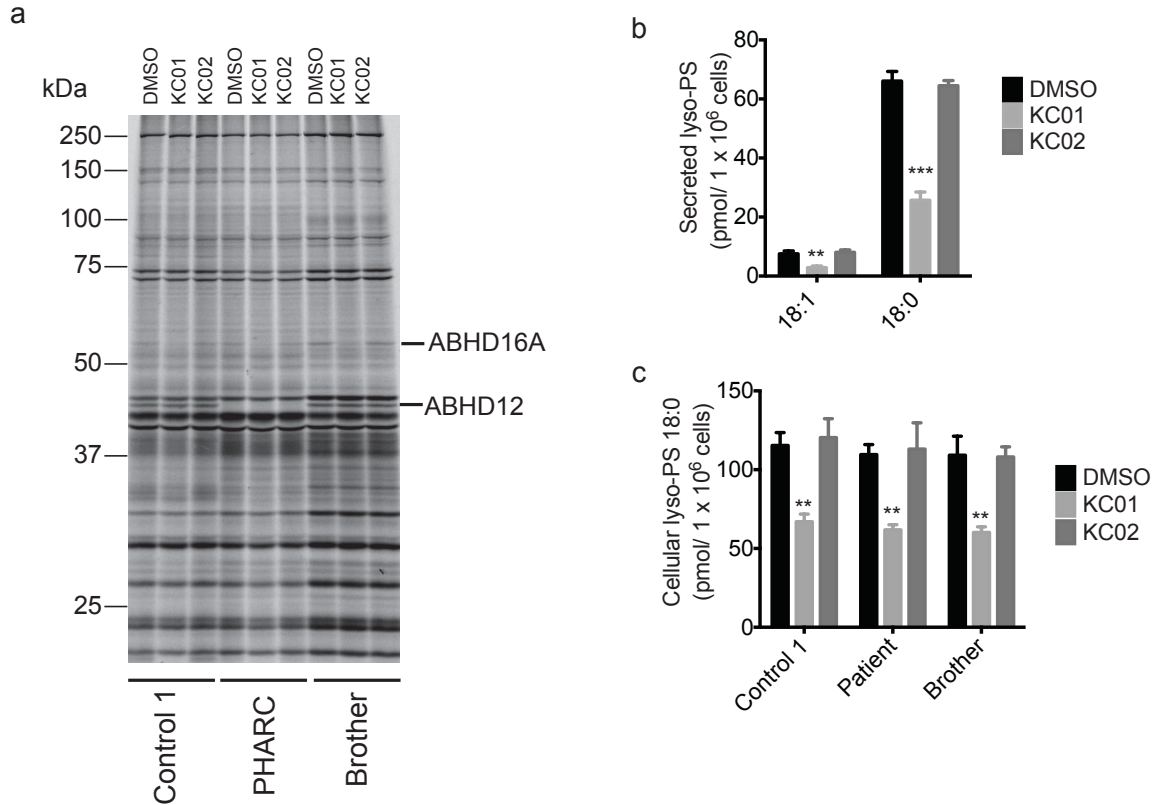 a
kDa
DMSO
KC01
KC02
DMSO
KC01
KC02
DMSO
KC01
KC02
250
150
100
75
50
37
25
ABHD16A
ABHD12
Control 1
PHARC
Brother
b
Secreted lyso-PS
(pmol/ 1 x 10⁶ cells)
80
60
40
20
0
**
***
18:1
18:0
DMSO
KC01
KC02
c
Cellular lyso-PS 18:0
(pmol/ 1 x 10⁶ cells)
150
100
50
0
**
**
**
Control 1
Patient
Brother
DMSO
KC01
KC02